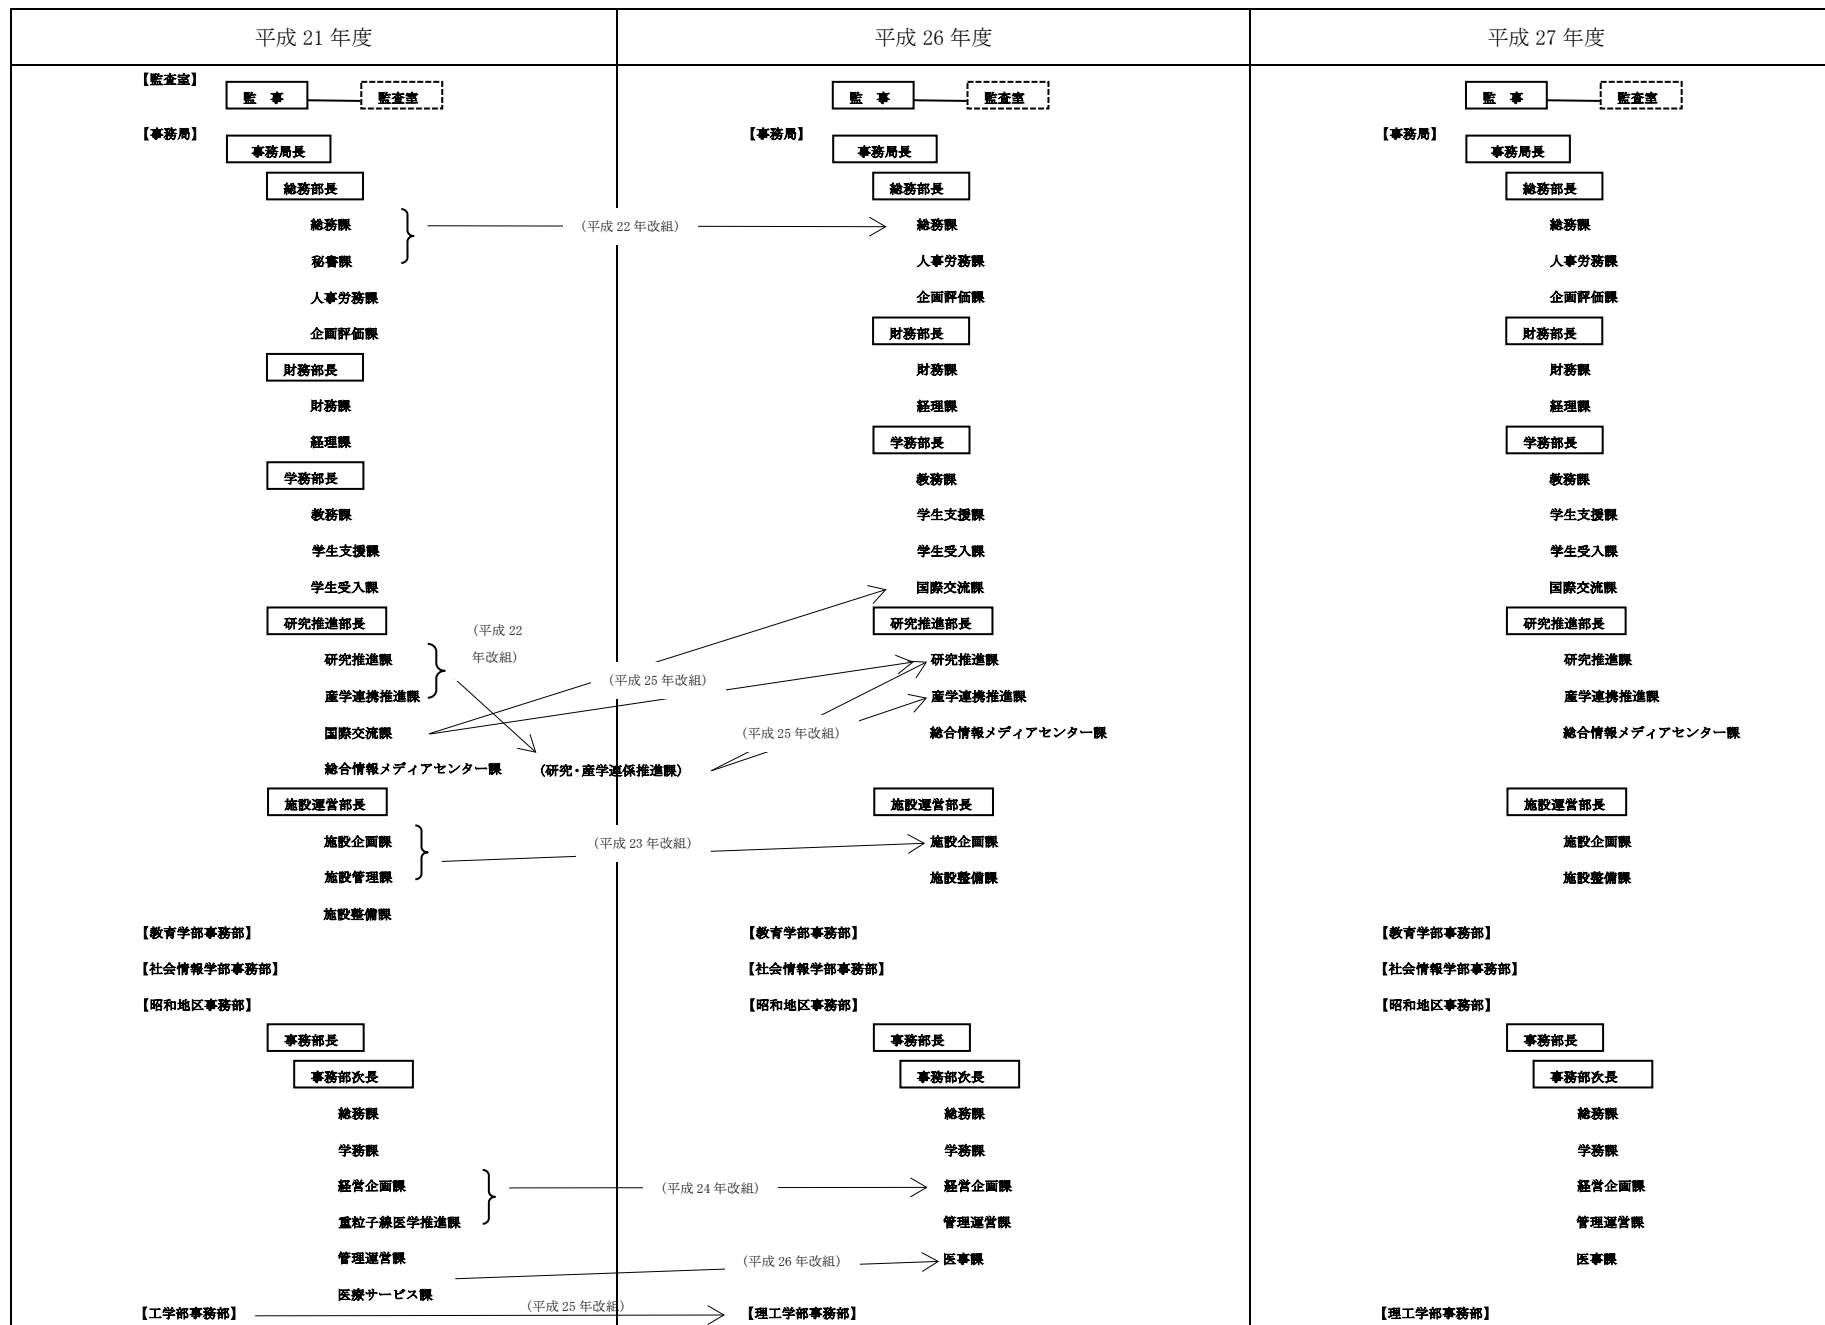 平成 21 年度
平成 26 年度
平成 27 年度
【監査室】
監　事
監査室
【事務局】
事務局長
総務部長
総務課
秘書課
人事労務課
企画評価課
財務部長
財務課
経理課
学務部長
教務課
学生支援課
学生受入課
研究推進部長
研究推進課
産学連携推進課
国際交流課
総合情報メディアセンター課
施設運営部長
施設企画課
施設管理課
施設整備課
【教育学部事務部】
【社会情報学部事務部】
【昭和地区事務部】
事務部長
事務部次長
総務課
学務課
経営企画課
重粒子線医学推進課
管理運営課
医療サービス課
【工学部事務部】
(平成 22 年改組)
(平成 22
年改組)
(平成 25 年改組)
(平成 25 年改組)
(研究・産学連係推進課)
(平成 23 年改組)
(平成 24 年改組)
(平成 26 年改組)
(平成 25 年改組)
監　事
監査室
【事務局】
事務局長
総務部長
総務課
人事労務課
企画評価課
財務部長
財務課
経理課
学務部長
教務課
学生支援課
学生受入課
国際交流課
研究推進部長
研究推進課
産学連携推進課
総合情報メディアセンター課
施設運営部長
施設企画課
施設整備課
【教育学部事務部】
【社会情報学部事務部】
【昭和地区事務部】
事務部長
事務部次長
総務課
学務課
経営企画課
管理運営課
医事課
【理工学部事務部】
監　事
監査室
【事務局】
事務局長
総務部長
総務課
人事労務課
企画評価課
財務部長
財務課
経理課
学務部長
教務課
学生支援課
学生受入課
国際交流課
研究推進部長
研究推進課
産学連携推進課
総合情報メディアセンター課
施設運営部長
施設企画課
施設整備課
【教育学部事務部】
【社会情報学部事務部】
【昭和地区事務部】
事務部長
事務部次長
総務課
学務課
経営企画課
管理運営課
医事課
【理工学部事務部】